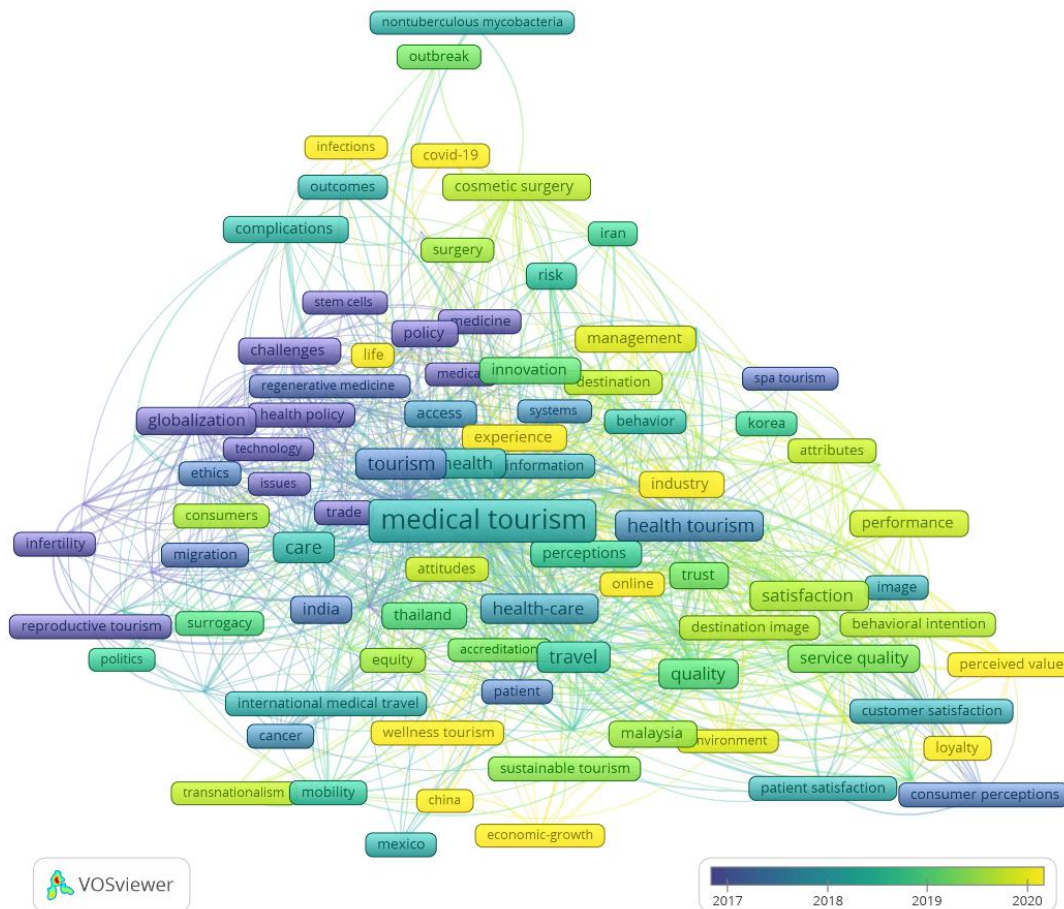 nontuberculous mycobacteria
outbreak
infections
covid-19
outcomes
cosmetic surgery
complications
iran
surgery
risk
stem cells
medicine
policy
management
challenges
life
innovation
medical
destination
spa tourism
regenerative medicine
globalization
health policy
access
systems
behavior
korea
experience
technology
attributes
tourism
health
information
ethics
issues
industry
consumers
trade
medical tourism
health tourism
performance
infertility
care
perceptions
migration
attitudes
online
trust
satisfaction
image
india
thailand
health-care
reproductive tourism
surrogacy
destination image
behavioral intention
politics
equity
accreditation
travel
quality
service quality
perceived value
patient
international medical travel
customer satisfaction
cancer
wellness tourism
malaysia
nvironment
loyalty
sustainable tourism
transnationalism
mobility
china
patient satisfaction
consumer perceptions
mexico
economic-growth
VOSviewer
2017 2018 2019 2020